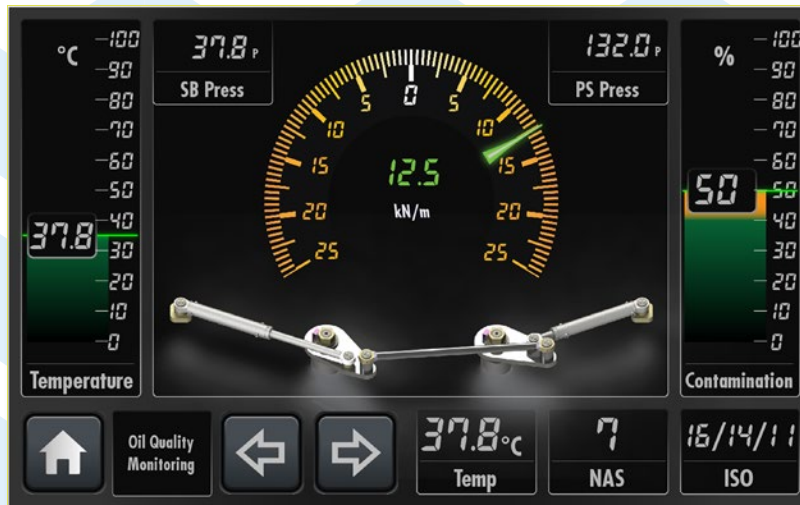 °C
100
90
80
70
60
50
40
30
20
10
0
37.8
Temperature
37.8 P
SB Press
132.0 P
PS Press
0
5
5
10
10
15
15
20
20
25
25
12.5
kN/m
%
100
90
80
70
60
50
40
30
20
10
0
50
Contamination
Oil Quality
Monitoring
37.8°C
Temp
7
NAS
16/14/11
ISO